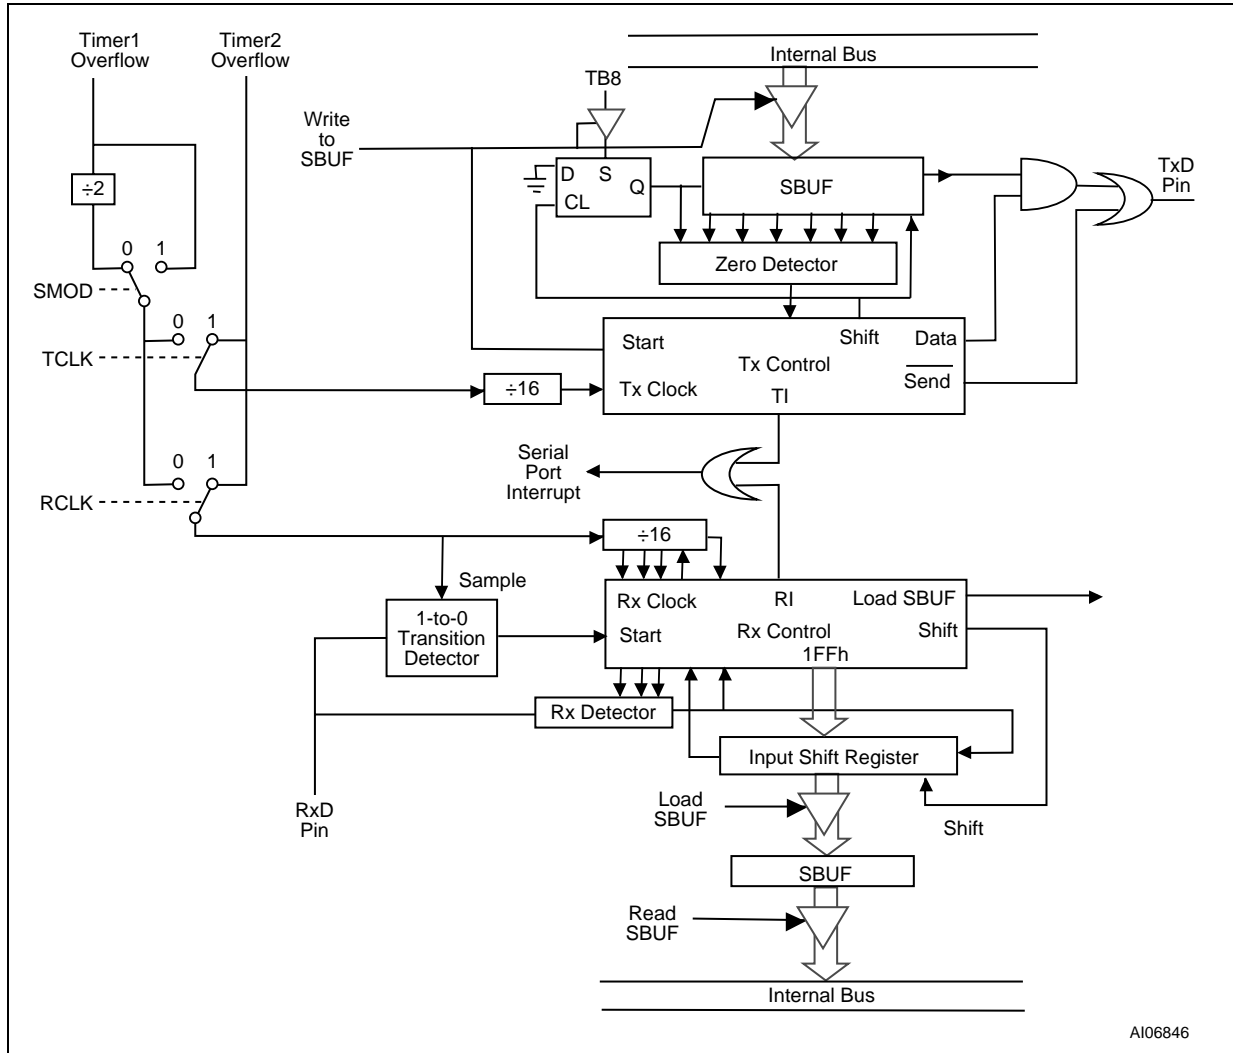 Timer1
Overflow
Timer2
Overflow
Internal Bus
TB8
Write
to
SBUF
D
S
Q
CL
SBUF
TxD
Pin
÷2
Zero Detector
0
1
SMOD
0
1
TCLK
Start
Shift
Data
Tx Control
Send
Tx Clock
TI
÷16
Serial
Port
Interrupt
0
1
RCLK
÷16
Sample
Rx Clock
RI
Load SBUF
1-to-0
Transition
Detector
Start
Rx Control
Shift
1FFh
Rx Detector
Input Shift Register
RxD
Pin
Load
SBUF
Shift
SBUF
Read
SBUF
Internal Bus
AI06846